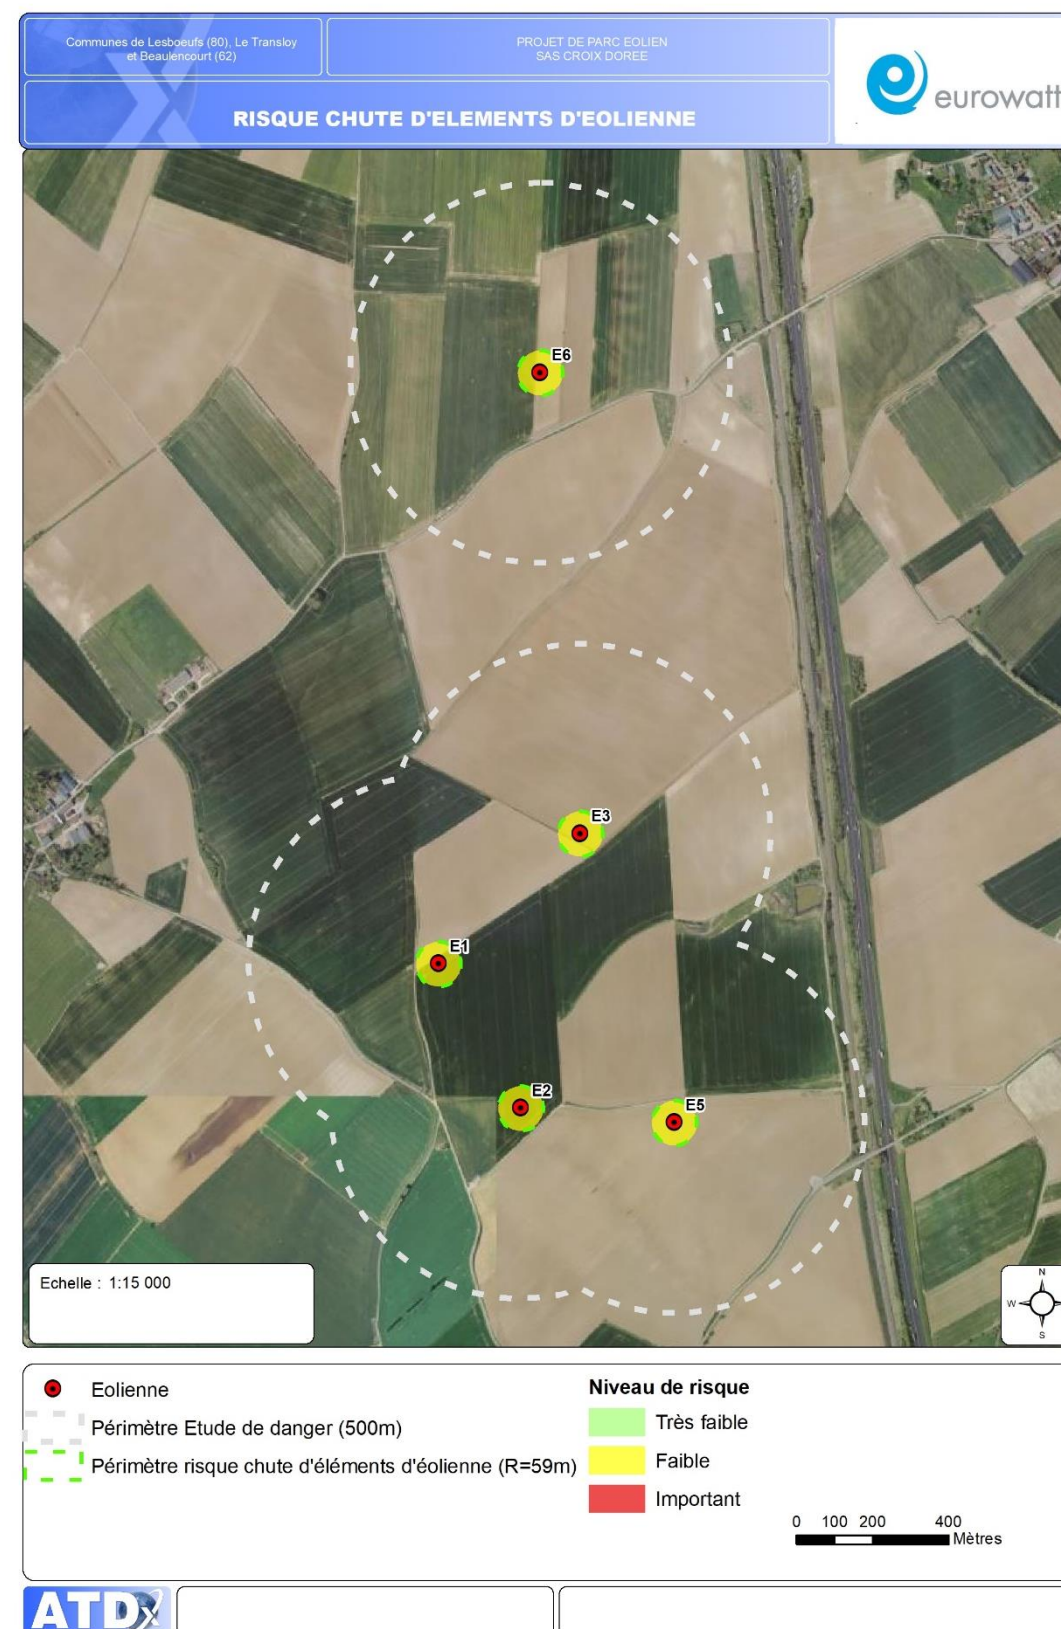 Communes de Lesboeufs (80), Le Transloy
et Beaulencourt (62)
PROJET DE PARC EOLIEN
SAS CROIX DOREE
RISQUE CHUTE D'ELEMENTS D'EOLIENNE
eurowatt
E6
E3
E1
E2
E5
Echelle : 1:15 000
N
W
S
Eolienne
Périmètre Etude de danger (500m)
Périmètre risque chute d'éléments d'éolienne (R=59m)
Niveau de risque
Très faible
Faible
Important
0 100 200 400
Mètres
ATDx